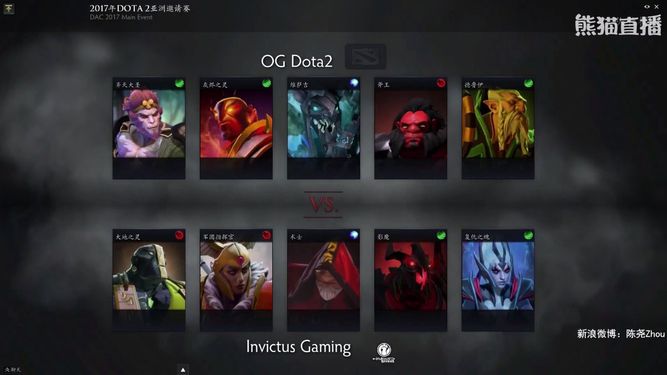 2017年DOTA 2亚洲邀请赛
DAC 2017 Main Event
熊猫直播
OG Dota2
齐天大圣
灰烬之灵
维萨吉
斧王
德鲁伊
VS.
大地之灵
军团指挥官
术士
影魔
复仇之魂
新浪微博：陈尧Zhou
Invictus Gaming